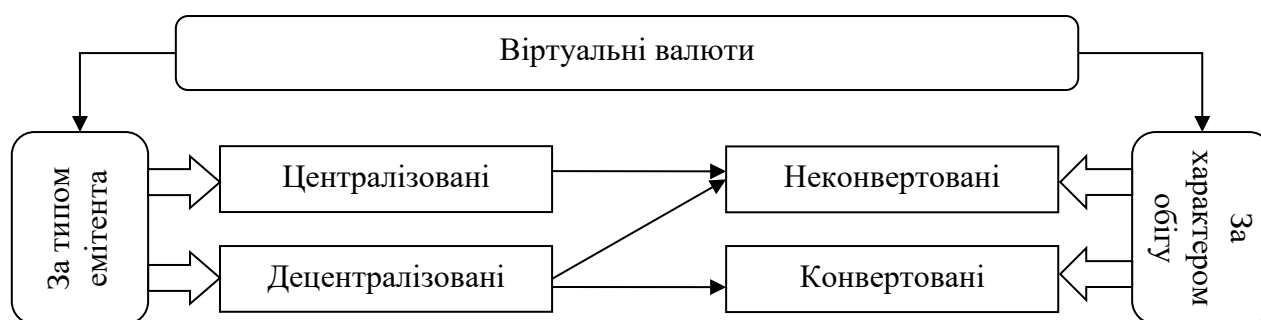 Віртуальні валюти
За типом
емітента
Централізовані
Неконвертовані
За
характером
обігу
Децентралізовані
Конвертовані